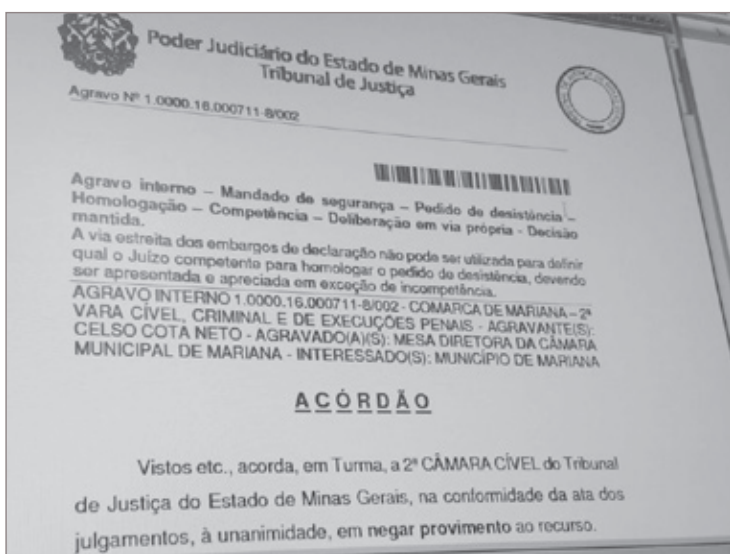 Poder Judiciário do Estado de Minas Gerais
Tribunal de Justiça
Agravo Nº 1.0000.16.000711-8/002
Agravo interno – Mandado de segurança – Pedido de desistência –
Homologação – Competência – Deliberação em via própria - Decisão
mantida.
A via estreita dos embargos de declaração não pode ser utilizada para definir
qual o Juízo competente para homologar o pedido de desistência, devendo
ser apresentada e apreciada em exceção de incompetência.
AGRAVO INTERNO 1.0000.16.000711-8/002 - COMARCA DE MARIANA – 2ª
VARA CÍVEL, CRIMINAL E DE EXECUÇÕES PENAIS - AGRAVANTE(S):
CELSO COTA NETO - AGRAVADO(A)(S): MESA DIRETORA DA CÂMARA
MUNICIPAL DE MARIANA - INTERESSADO(S): MUNICÍPIO DE MARIANA
ACÓRDÃO
Vistos etc., acorda, em Turma, a 2ª CÂMARA CÍVEL do Tribunal
de Justiça do Estado de Minas Gerais, na conformidade da ata dos
julgamentos, à unanimidade, em negar provimento ao recurso.